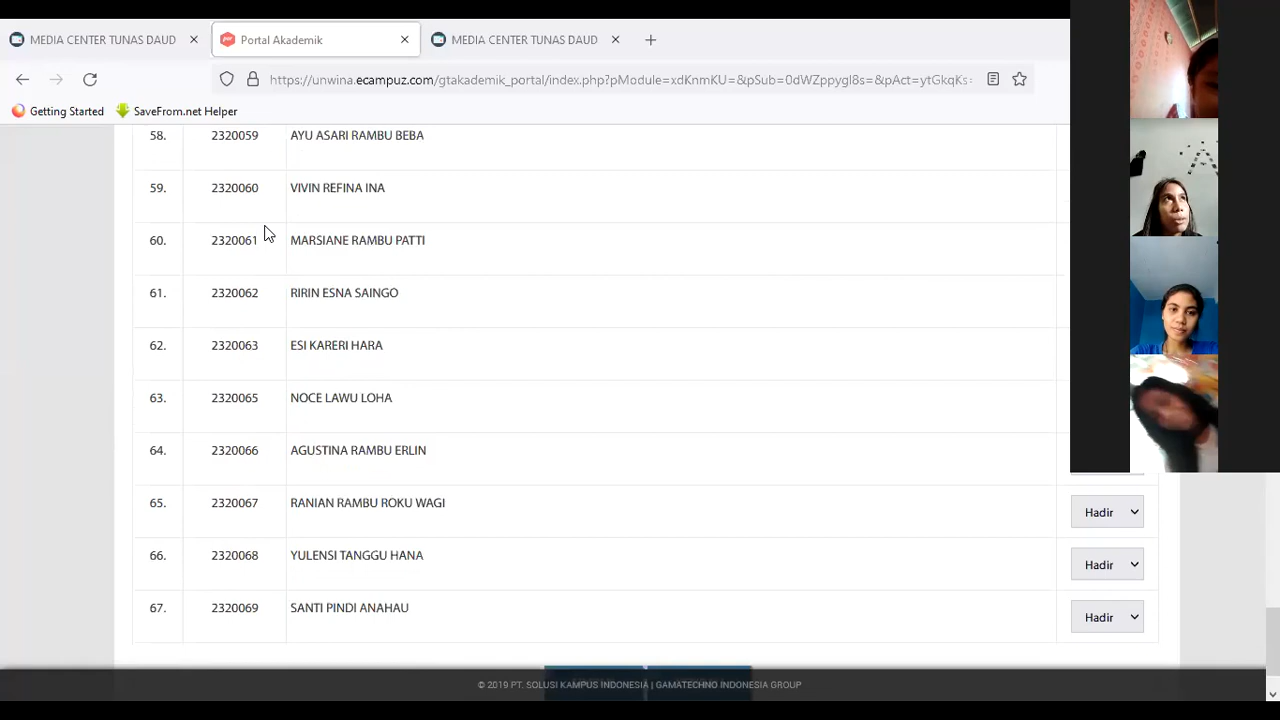 MEDIA CENTER TUNAS DAUD
Portal Akademik
MEDIA CENTER TUNAS DAUD
https://unwina.ecampuz.com/gtakademik_portal/index.php?pModule=xdKnmKU=&pSub=0dWZppygl8s=&pAct=ytGkqKs=
Getting Started SaveFrom.net Helper
58. 2320059 AYU ASARI RAMBU BEBA
59. 2320060 VIVIN REFINA INA
60. 2320061 MARSIANE RAMBU PATTI
61. 2320062 RIRIN ESNA SAINGO
62. 2320063 ESI KARERI HARA
63. 2320065 NOCE LAWU LOHA
64. 2320066 AGUSTINA RAMBU ERLIN
65. 2320067 RANIAN RAMBU ROKU WAGI Hadir
66. 2320068 YULENSI TANGGU HANA Hadir
67. 2320069 SANTI PINDI ANAHAU Hadir
© 2019 PT. SOLUSI KAMPUS INDONESIA | GAMATECHNO INDONESIA GROUP